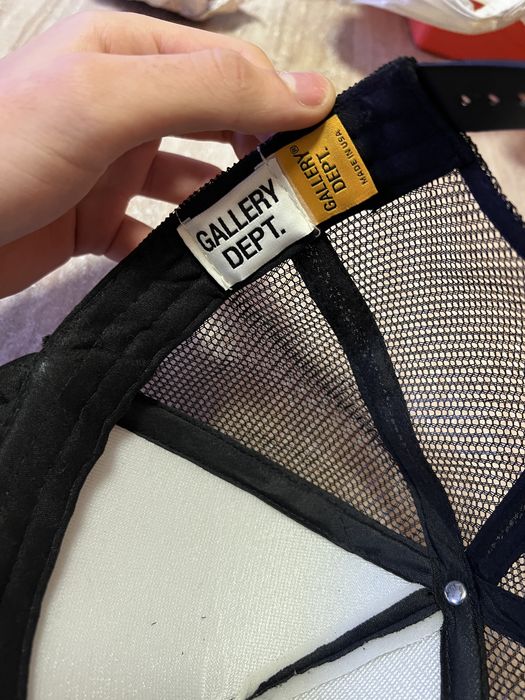 GALLERY
DEPT.
GALLERY®
DEPT.
MADE IN USA